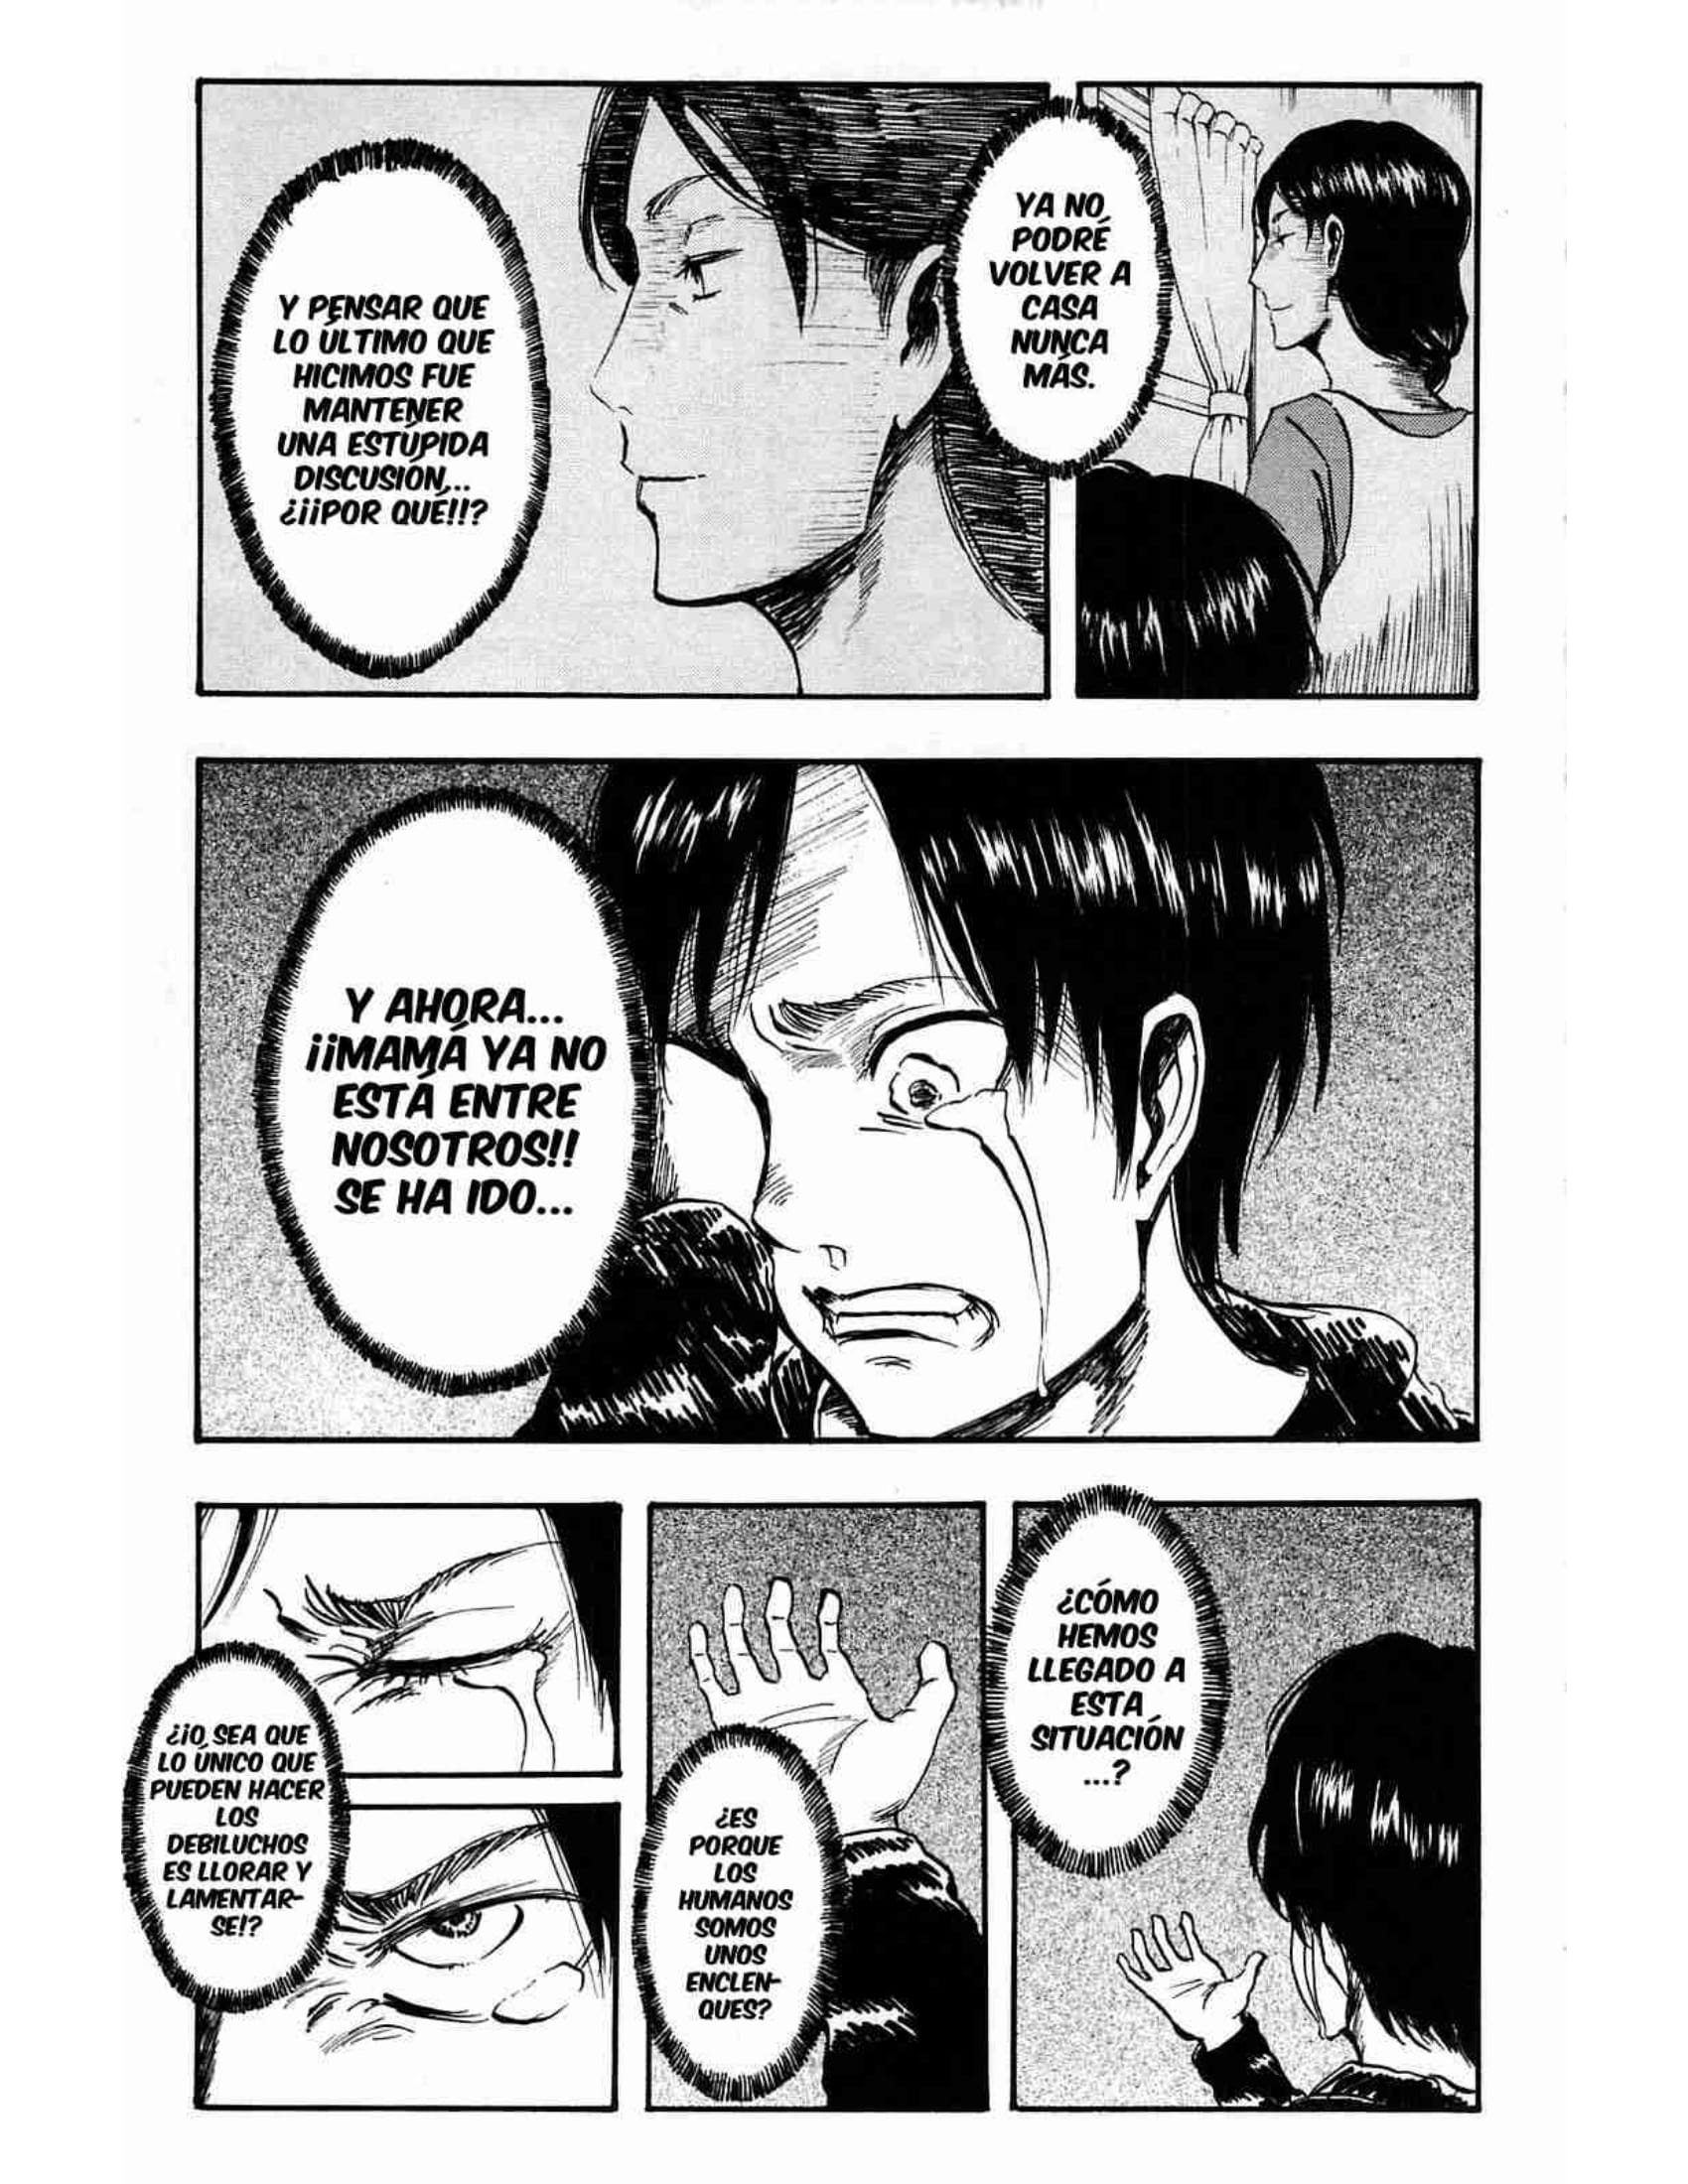 YA NO
PODRÉ
VOLVER A
CASA
NUNCA
MÁS.
Y PENSAR QUE
LO ÚLTIMO QUE
HICIMOS FUE
MANTENER
UNA ESTÚPIDA
DISCUSIÓN...
¿¡¡POR QUÉ!!?
Y AHORA...
¡¡MAMÁ YA NO
ESTÁ ENTRE
NOSOTROS!!
SE HA IDO...
¿CÓMO
HEMOS
LLEGADO A
ESTA
SITUACIÓN
...?
¿ES
PORQUE
LOS
HUMANOS
SOMOS
UNOS
ENCLEN-
QUES?
¿¡O SEA QUE
LO ÚNICO QUE
PUEDEN HACER
LOS
DEBILUCHOS
ES LLORAR Y
LAMENTAR-
SE!?